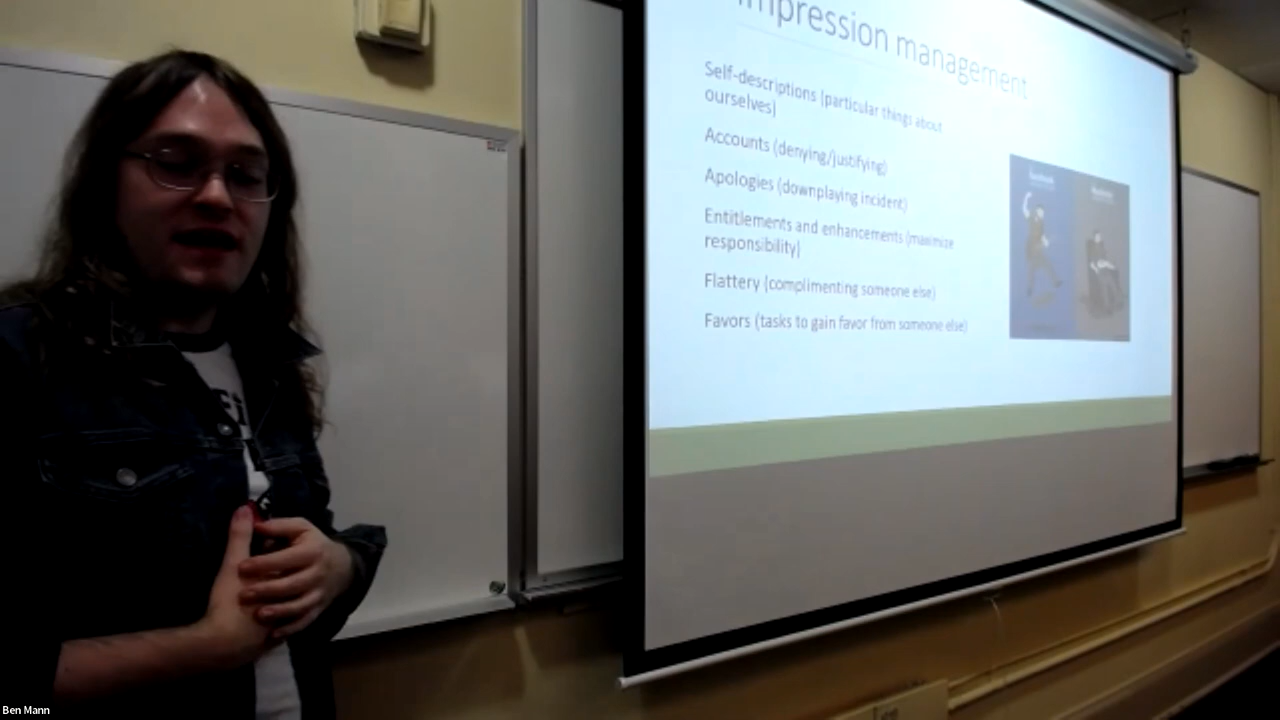 Impression management
Self-descriptions (particular things about
ourselves)
Accounts (denying/justifying)
Apologies (downplaying incident)
Entitlements and enhancements (maximize
responsibility)
Flattery (complimenting someone else)
Favors (tasks to gain favor from someone else)
Ben Mann